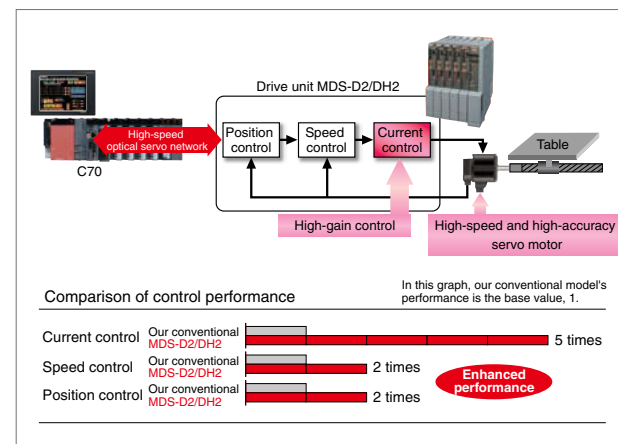 Drive unit MDS-D2/DH2
High-speed
optical servo network
Position
control
Speed
control
Current
control
Table
C70
High-gain control
High-speed and high-accuracy
servo motor
Comparison of control performance
In this graph, our conventional model's
performance is the base value, 1.
Current control
Our conventional
MDS-D2/DH2
5 times
Speed control
Our conventional
MDS-D2/DH2
2 times
Position control
Our conventional
MDS-D2/DH2
2 times
Enhanced
performance